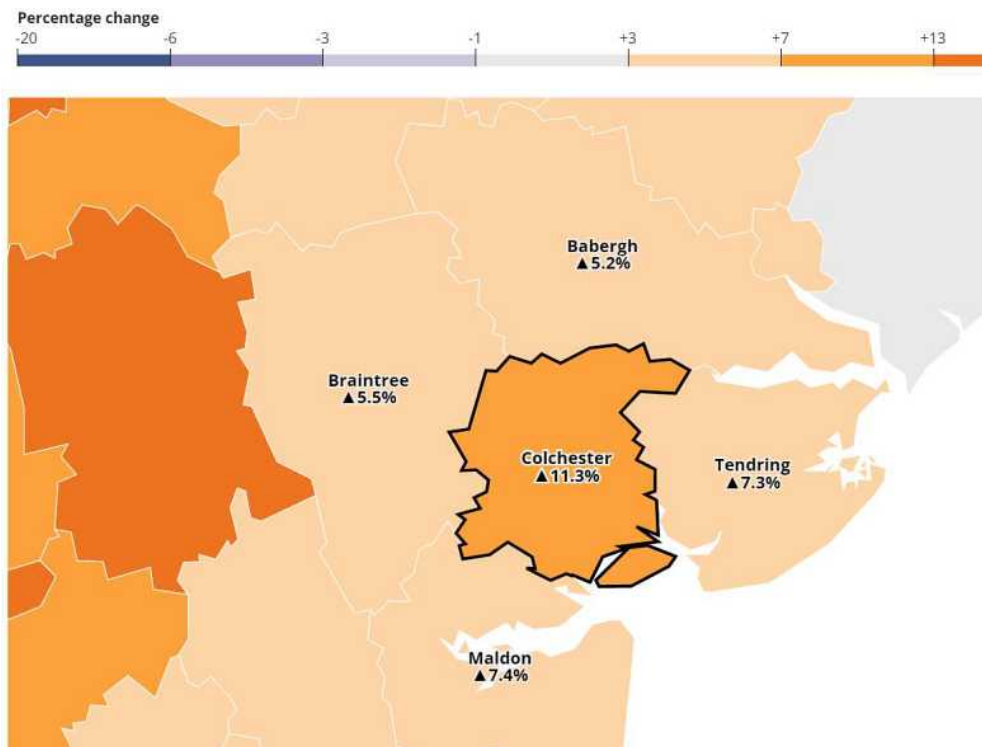 Percentage change
-20 -6 -3 -1 +3 +7 +13
Babergh
▲5.2%
Braintree
▲5.5%
Colchester
▲11.3%
Tendring
▲7.3%
Maldon
▲7.4%